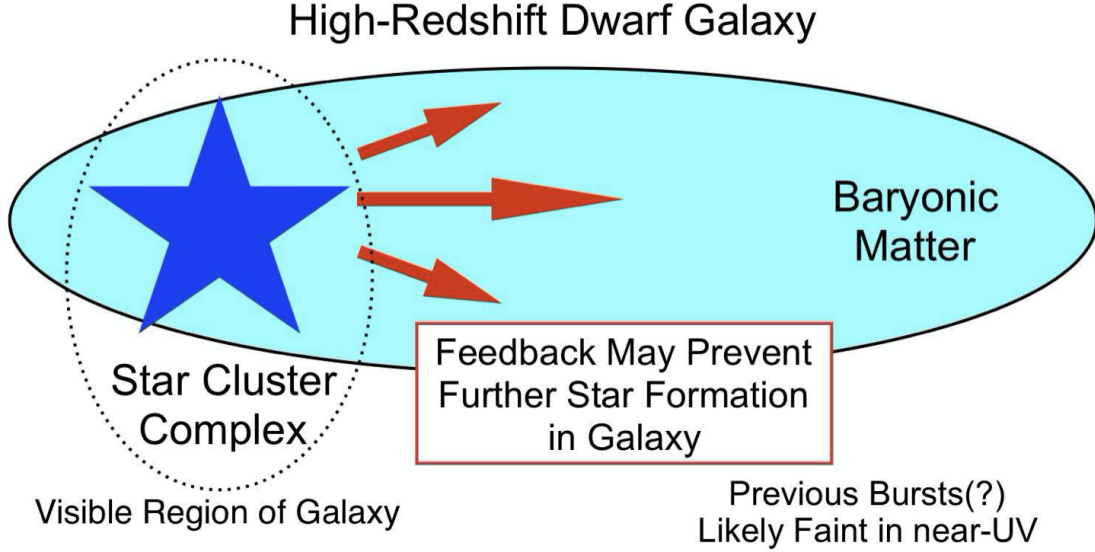 High-Redshift Dwarf Galaxy
Baryonic
Matter
Feedback May Prevent
Further Star Formation
in Galaxy
Star Cluster
Complex
Visible Region of Galaxy
Previous Bursts(?)
Likely Faint in near-UV